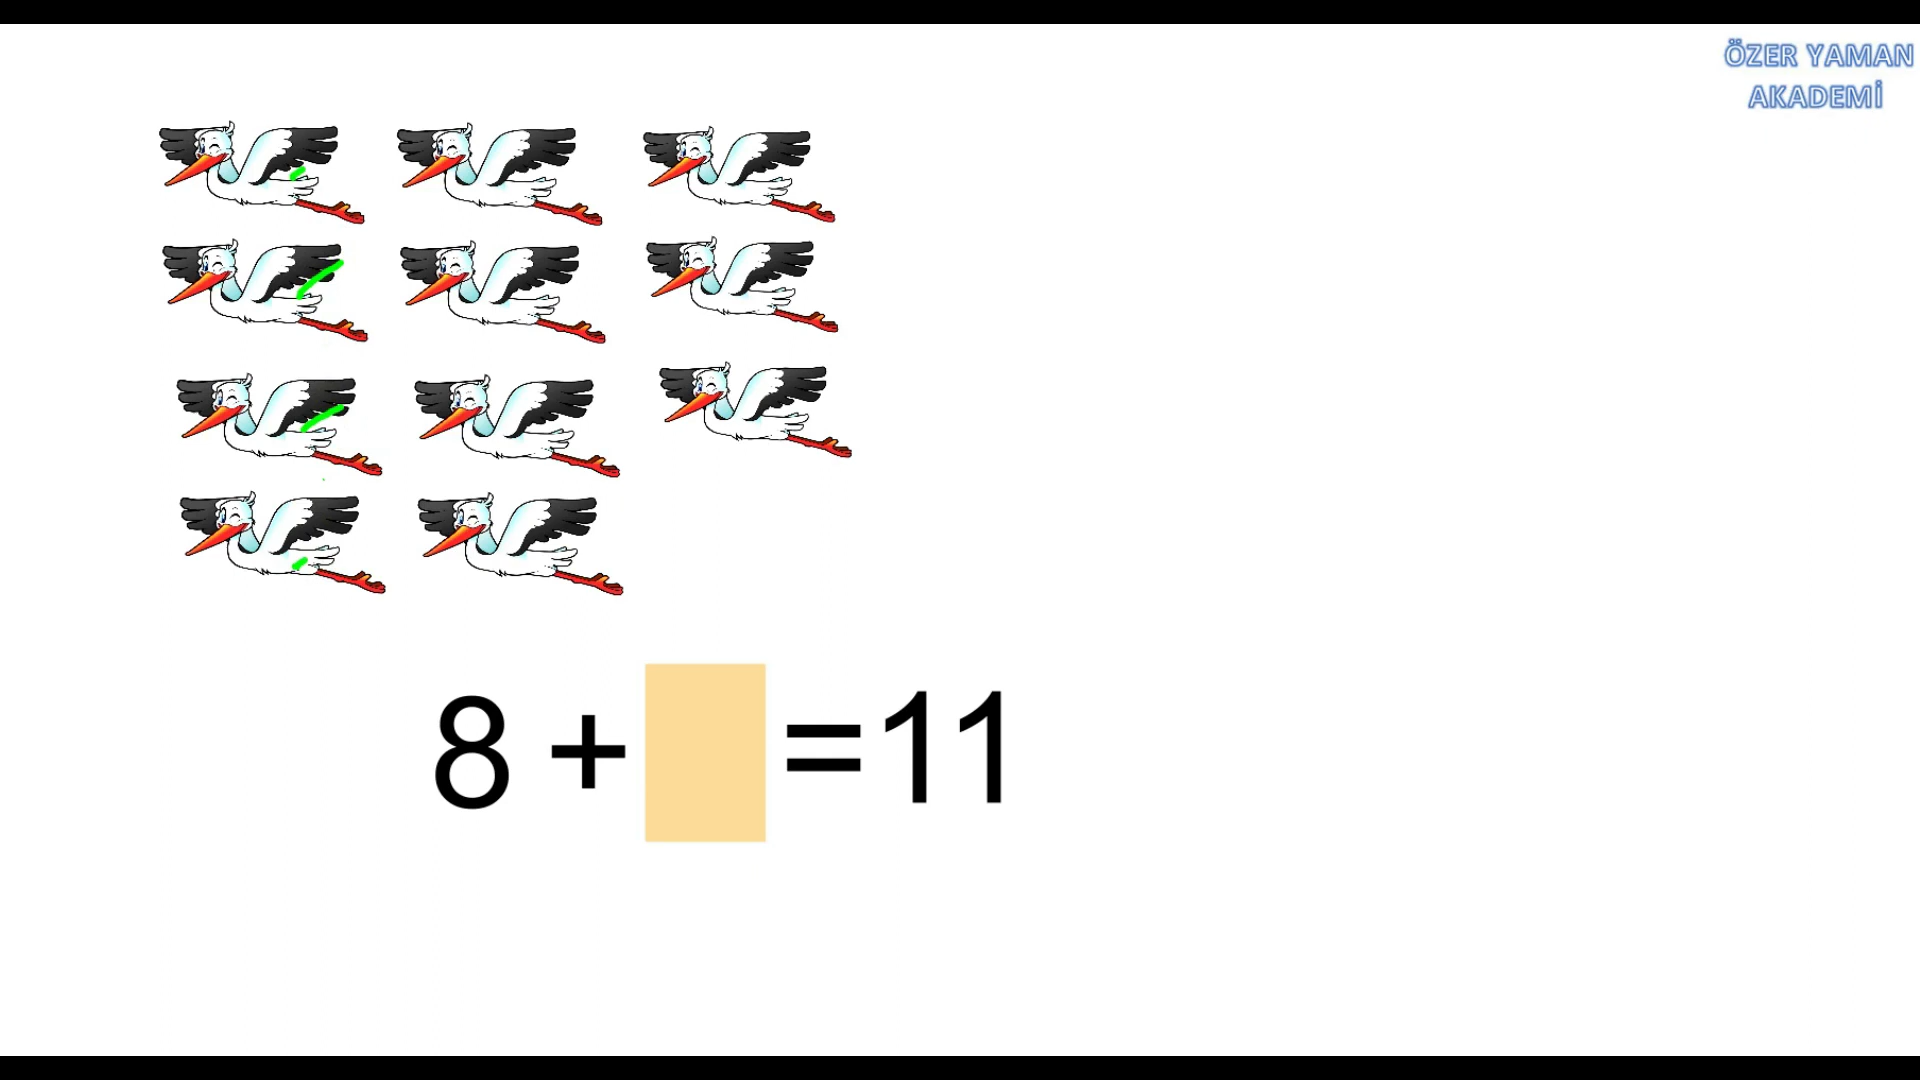 ÖZER YAMAN
AKADEMİ
8 + = 11